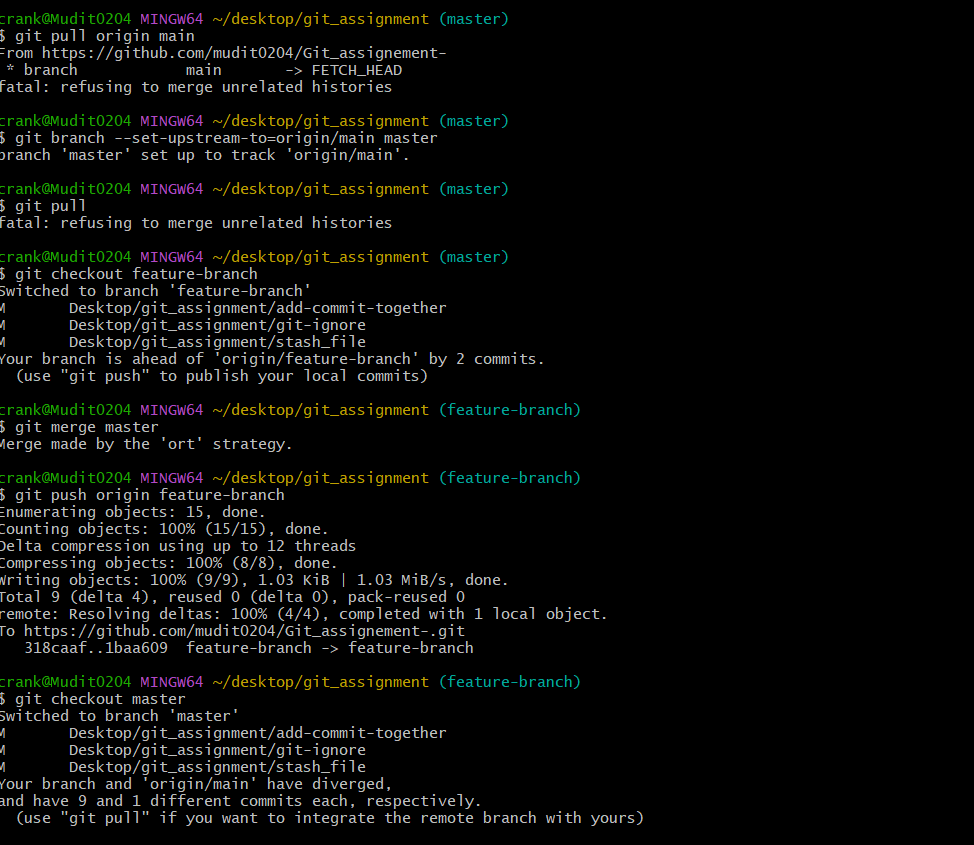 crank@Mudit0204 MINGW64 ~/desktop/git_assignment (master)
$ git pull origin main
From https://github.com/mudit0204/Git_assignement-
 * branch            main       -> FETCH_HEAD
fatal: refusing to merge unrelated histories

crank@Mudit0204 MINGW64 ~/desktop/git_assignment (master)
$ git branch --set-upstream-to=origin/main master
branch 'master' set up to track 'origin/main'.

crank@Mudit0204 MINGW64 ~/desktop/git_assignment (master)
$ git pull
fatal: refusing to merge unrelated histories

crank@Mudit0204 MINGW64 ~/desktop/git_assignment (master)
$ git checkout feature-branch
Switched to branch 'feature-branch'
M       Desktop/git_assignment/add-commit-together
M       Desktop/git_assignment/git-ignore
M       Desktop/git_assignment/stash_file
Your branch is ahead of 'origin/feature-branch' by 2 commits.
  (use "git push" to publish your local commits)

crank@Mudit0204 MINGW64 ~/desktop/git_assignment (feature-branch)
$ git merge master
Merge made by the 'ort' strategy.

crank@Mudit0204 MINGW64 ~/desktop/git_assignment (feature-branch)
$ git push origin feature-branch
Enumerating objects: 15, done.
Counting objects: 100% (15/15), done.
Delta compression using up to 12 threads
Compressing objects: 100% (8/8), done.
Writing objects: 100% (9/9), 1.03 KiB | 1.03 MiB/s, done.
Total 9 (delta 4), reused 0 (delta 0), pack-reused 0
remote: Resolving deltas: 100% (4/4), completed with 1 local object.
To https://github.com/mudit0204/Git_assignement-.git
   318caaf..1baa609  feature-branch -> feature-branch

crank@Mudit0204 MINGW64 ~/desktop/git_assignment (feature-branch)
$ git checkout master
Switched to branch 'master'
M       Desktop/git_assignment/add-commit-together
M       Desktop/git_assignment/git-ignore
M       Desktop/git_assignment/stash_file
Your branch and 'origin/main' have diverged,
and have 9 and 1 different commits each, respectively.
  (use "git pull" if you want to integrate the remote branch with yours)